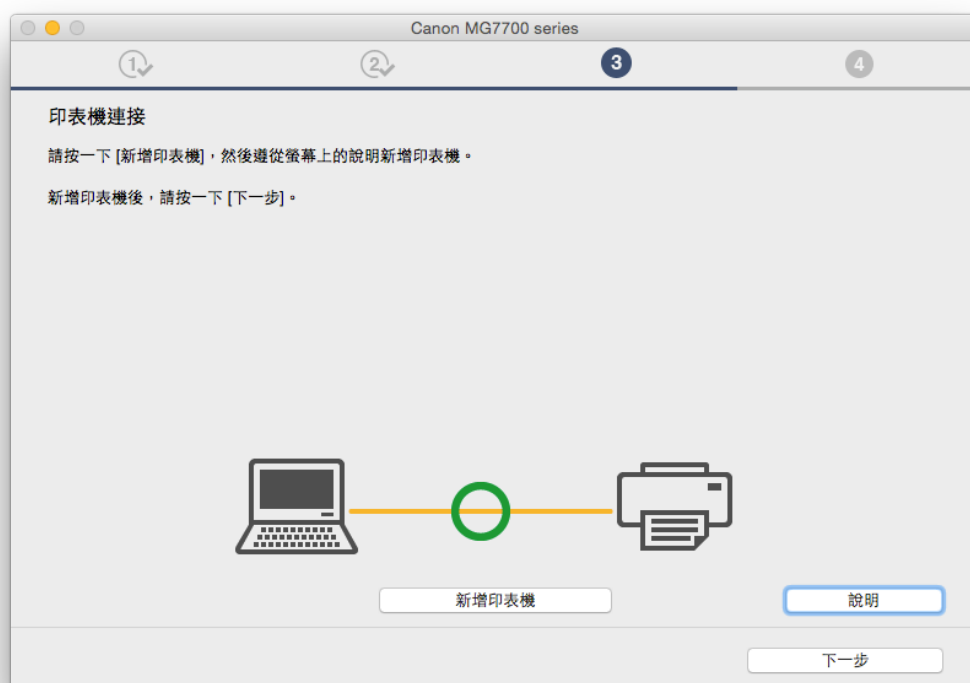 Canon MG7700 series
1 2 3 4
印表機連接
請按一下 [新增印表機]，然後遵從螢幕上的說明新增印表機。
新增印表機後，請按一下 [下一步]。
新增印表機 說明
下一步